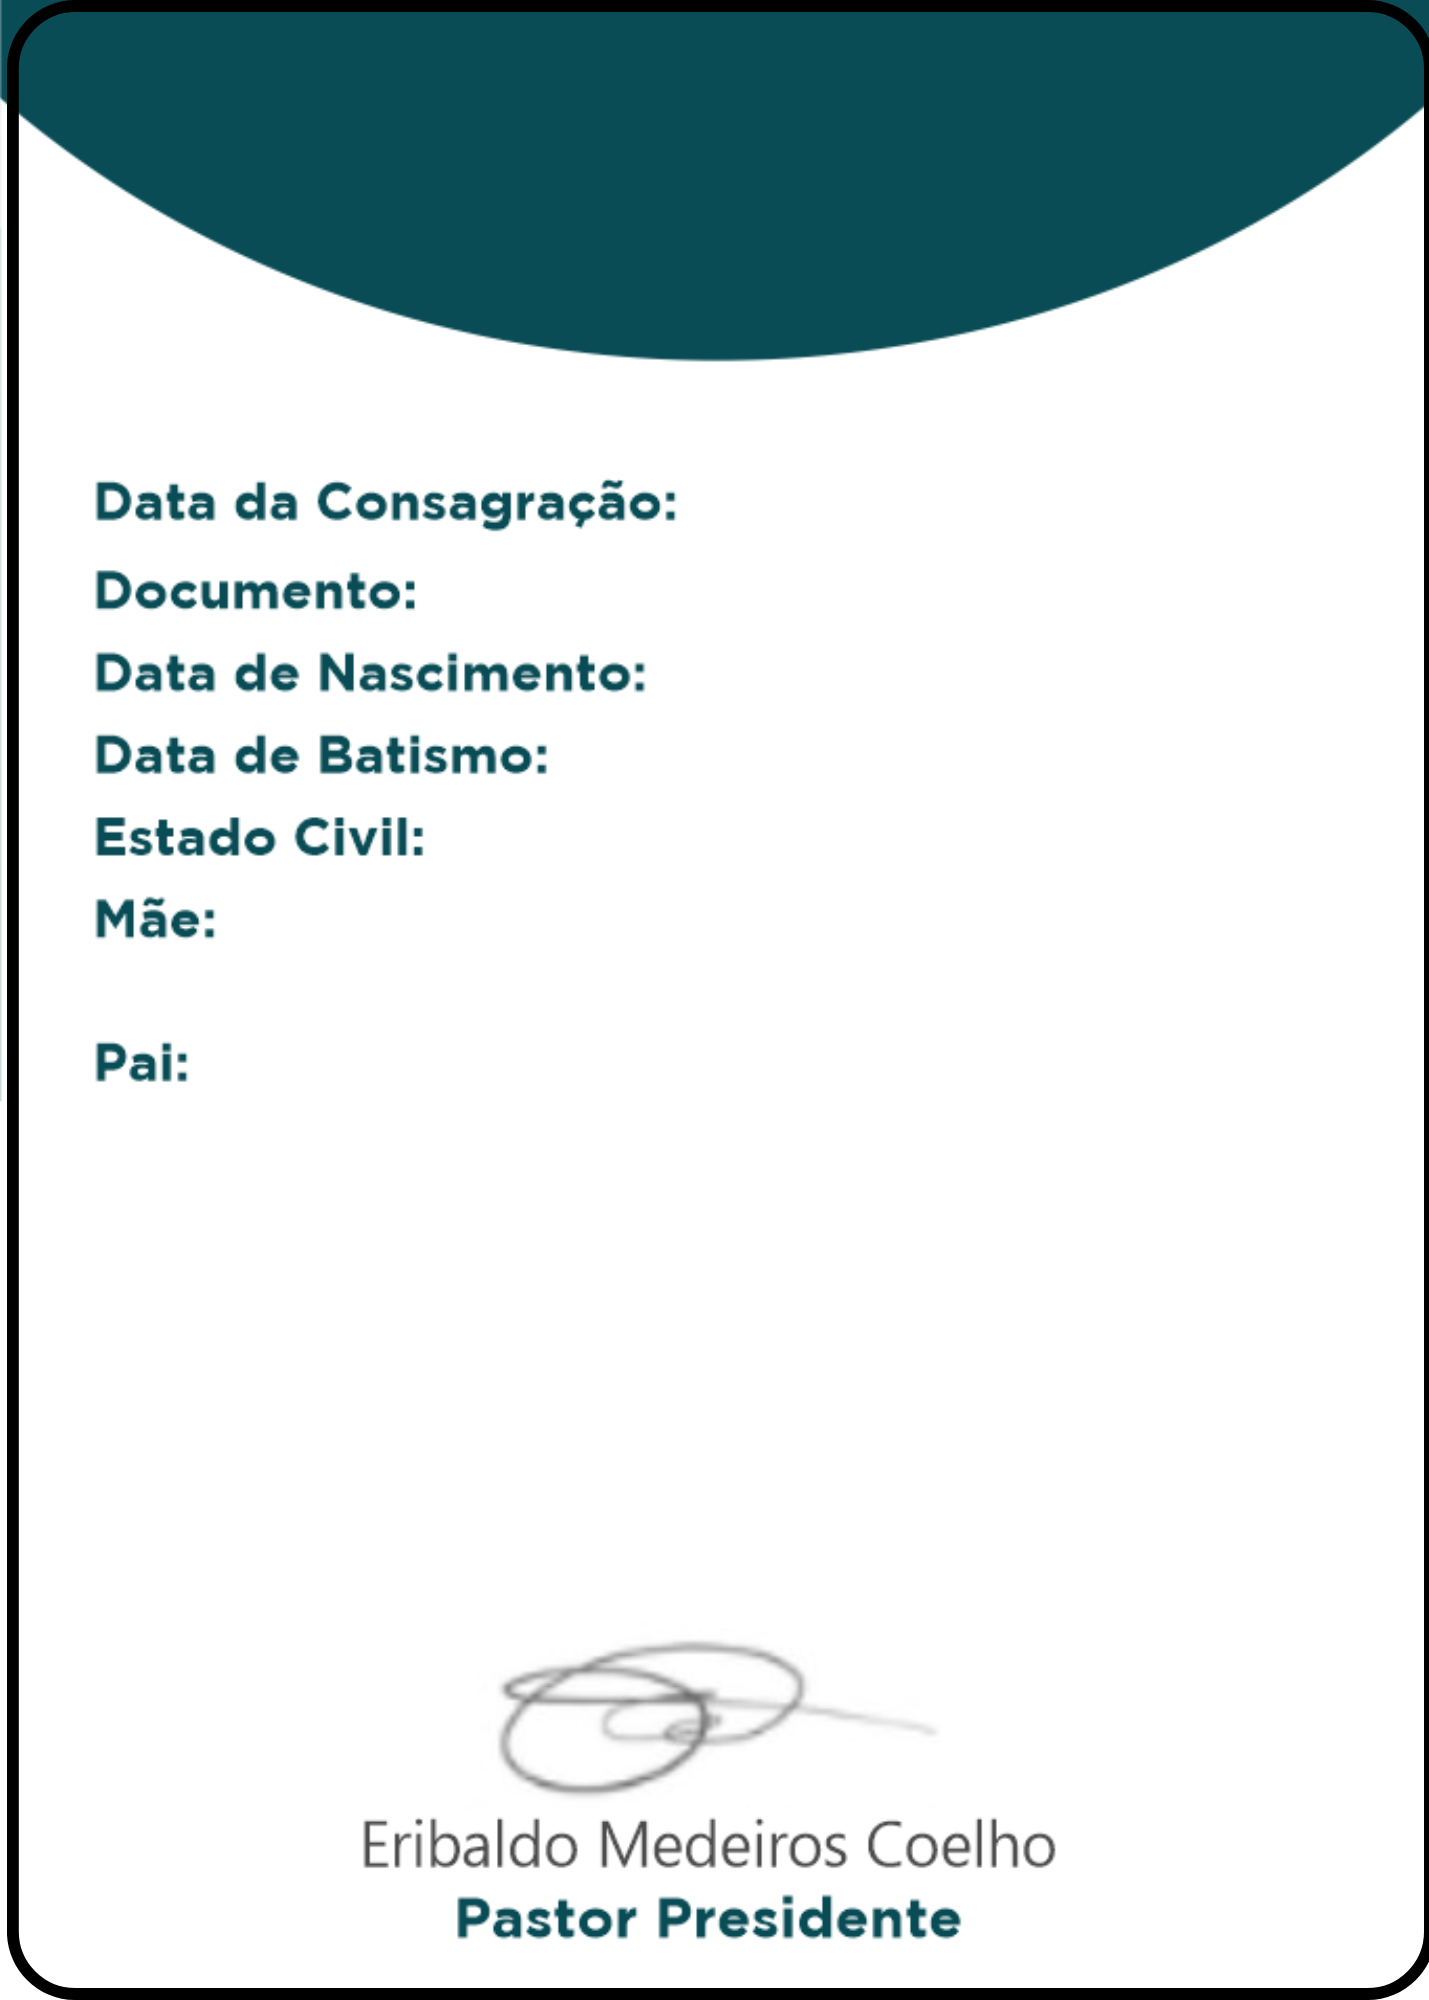 Data da Consagração:
Documento:
Data de Nascimento:
Data de Batismo:
Estado Civil:
Mãe:
Pai:
Eribaldo Medeiros Coelho
Pastor Presidente